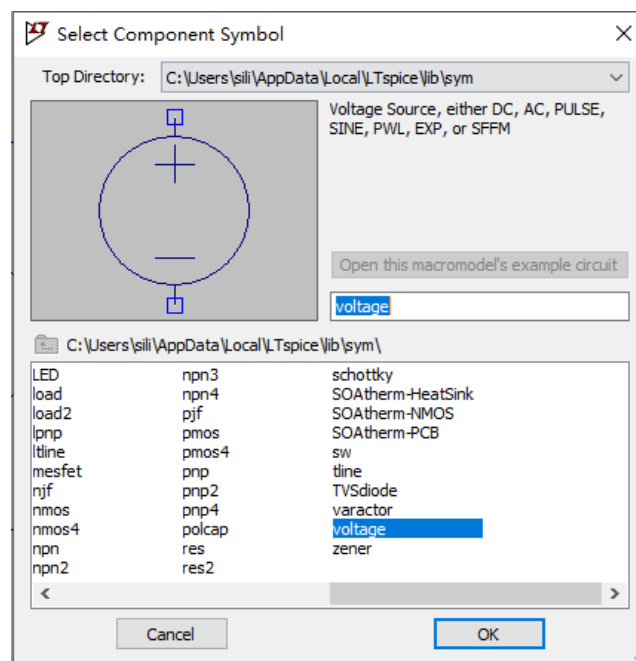 Select Component Symbol
Top Directory:
C:\Users\sili\AppData\Local\LTspice\lib\sym
Voltage Source, either DC, AC, PULSE,
SINE, PWL, EXP, or SFFM
Open this macromodel's example circuit
voltage
C:\Users\sili\AppData\Local\LTspice\lib\sym\
LED
load
load2
lpnp
ltline
mesfet
njf
nmos
nmos4
npn
npn2
npn3
npn4
pjf
pmos
pmos4
pnp
pnp2
pnp4
polcap
res
res2
schottky
SOAtherm-HeatSink
SOAtherm-NMOS
SOAtherm-PCB
sw
tline
TVSdiode
varactor
voltage
zener
Cancel
OK